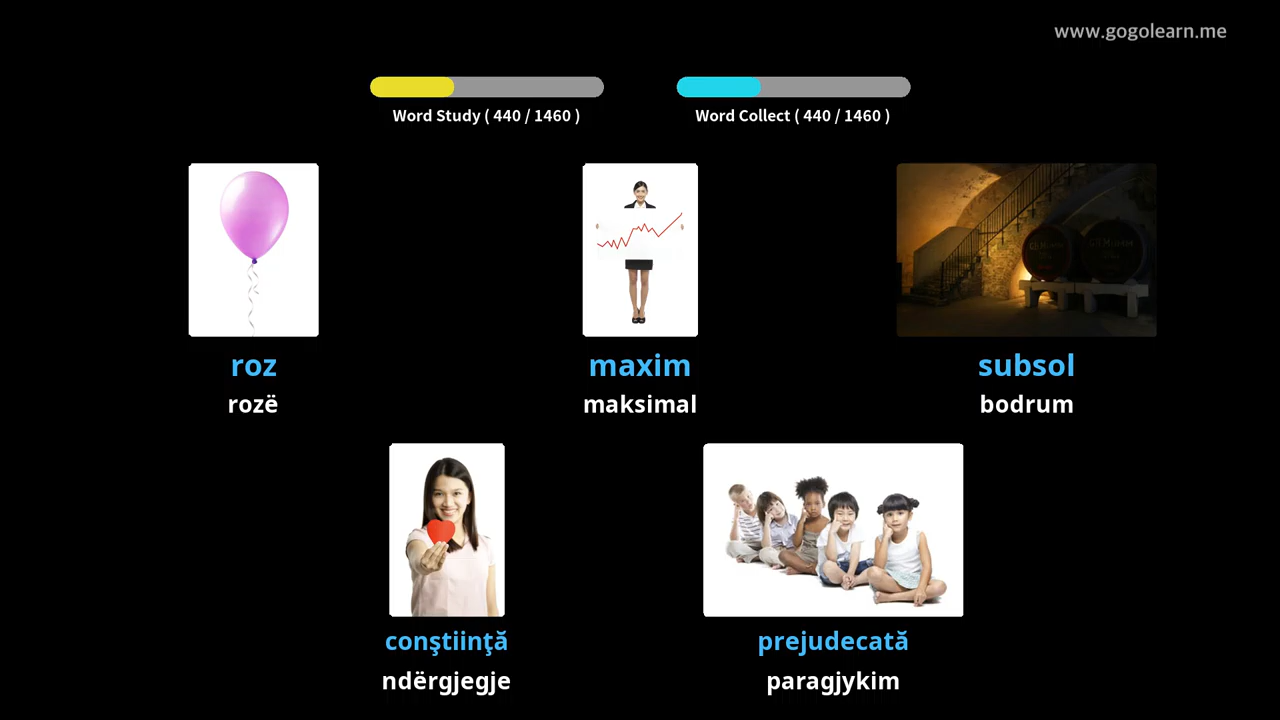 www.gogolearn.me
Word Study ( 440 / 1460 )
Word Collect ( 440 / 1460 )
roz
maxim
subsol
rozë
maksimal
bodrum
conştiinţă
prejudecată
ndërgjegje
paragjykim